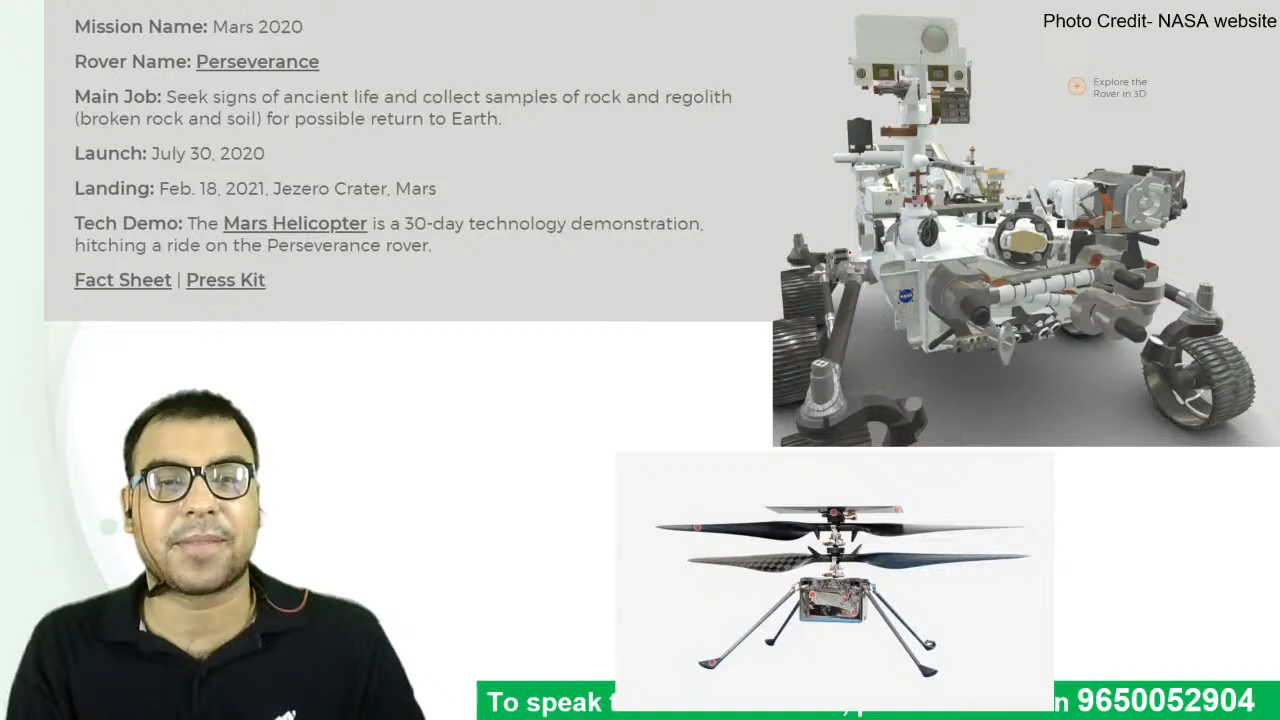 Mission Name: Mars 2020
Photo Credit- NASA website
Rover Name: Perseverance
Main Job: Seek signs of ancient life and collect samples of rock and regolith
(broken rock and soil) for possible return to Earth.
Explore the
Rover in 3D
Launch: July 30, 2020
Landing: Feb. 18, 2021, Jezero Crater, Mars
Tech Demo: The Mars Helicopter is a 30-day technology demonstration,
hitching a ride on the Perseverance rover.
Fact Sheet | Press Kit
NASA
To speak 9650052904